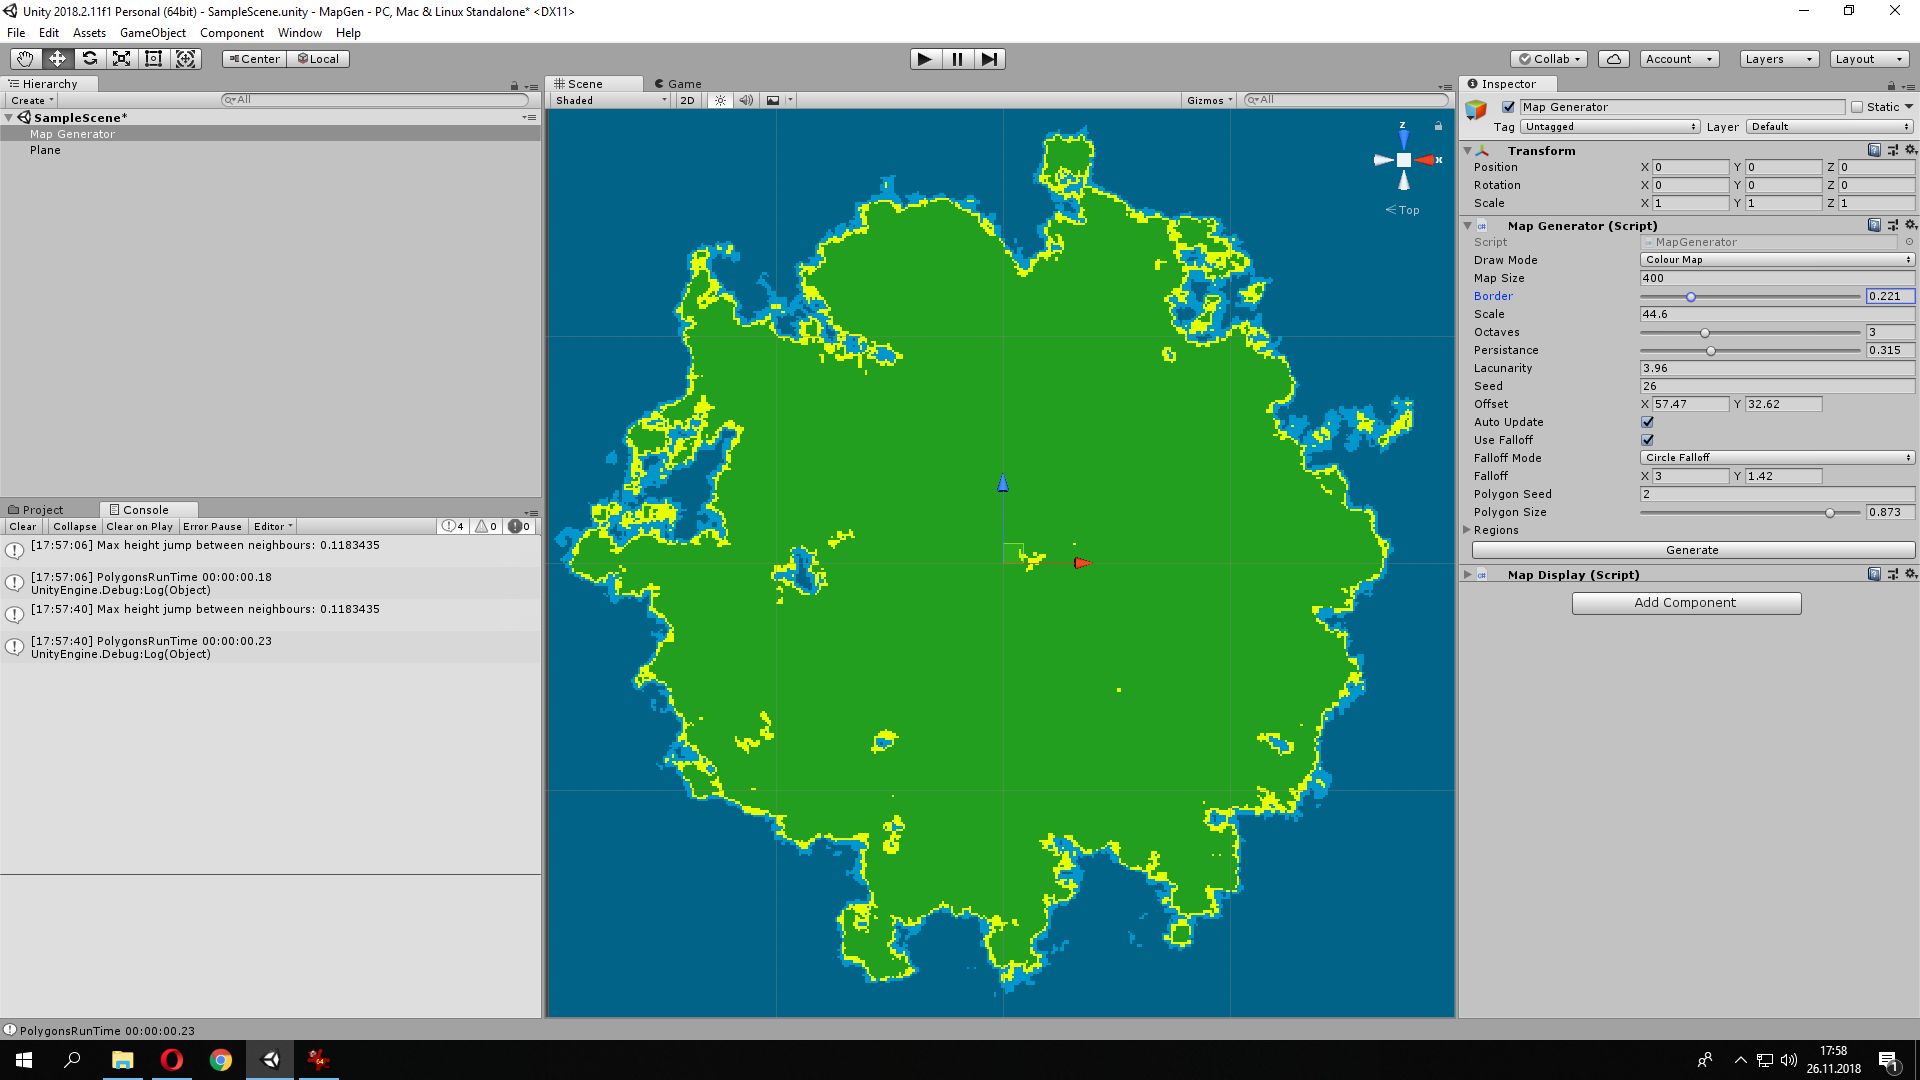 Unity 2018.2.11f1 Personal (64bit) - SampleScene.unity - MapGen - PC, Mac & Linux Standalone* <DX11>
File Edit Assets GameObject Component Window Help
Center Local
Collab Account Layers Layout
Hierarchy
Create All
SampleScene*
Map Generator
Plane
Scene Game
Shaded 2D Gizmos All
z
x
Top
Inspector
Map Generator Static
Tag Untagged Layer Default
Transform
Position X 0 Y 0 Z 0
Rotation X 0 Y 0 Z 0
Scale X 1 Y 1 Z 1
Map Generator (Script)
Script MapGenerator
Draw Mode Colour Map
Map Size 400
Border 0.221
Scale 44.6
Octaves 3
Persistance 0.315
Lacunarity 3.96
Seed 26
Offset X 57.47 Y 32.62
Auto Update
Use Falloff
Falloff Mode Circle Falloff
Falloff X 3 Y 1.42
Polygon Seed 2
Polygon Size 0.873
Regions
Generate
Map Display (Script)
Add Component
Project Console
Clear Collapse Clear on Play Error Pause Editor 4 0 0
[17:57:06] Max height jump between neighbours: 0.1183435
[17:57:06] PolygonsRunTime 00:00:00.18
UnityEngine.Debug:Log(Object)
[17:57:40] Max height jump between neighbours: 0.1183435
[17:57:40] PolygonsRunTime 00:00:00.23
UnityEngine.Debug:Log(Object)
PolygonsRunTime 00:00:00.23
17:58
26.11.2018
1